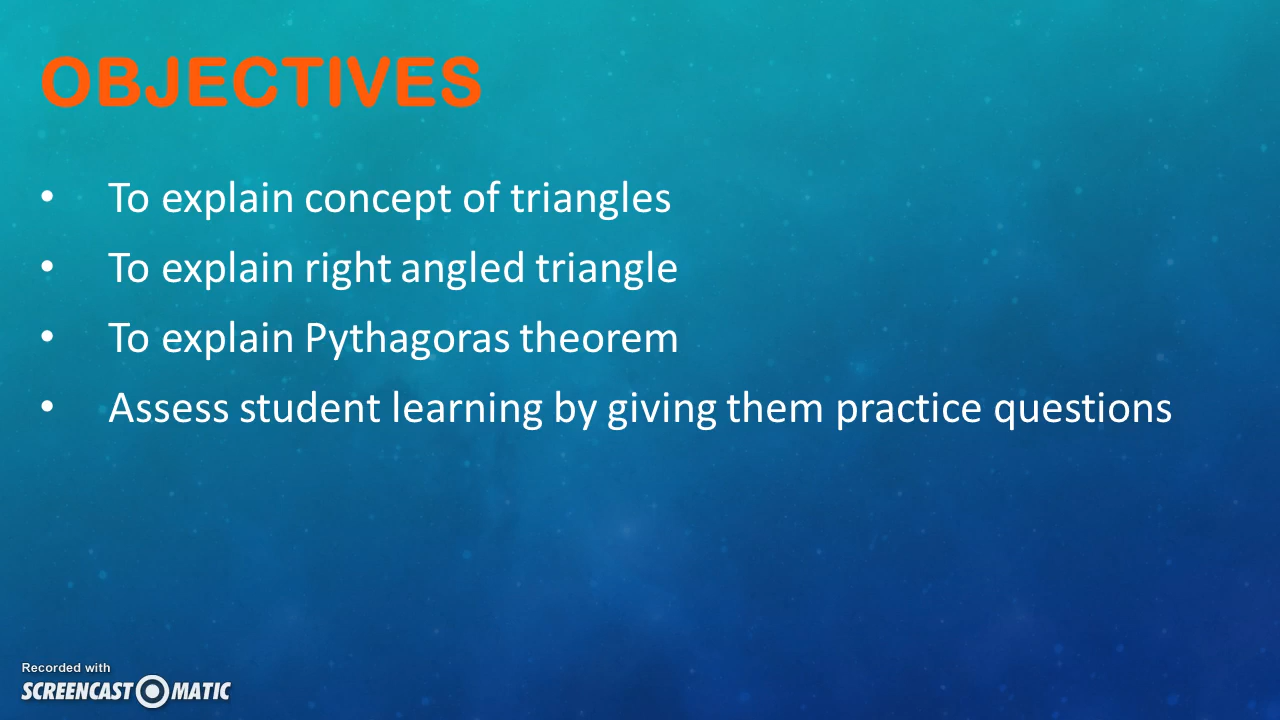 OBJECTIVES
• To explain concept of triangles
• To explain right angled triangle
• To explain Pythagoras theorem
• Assess student learning by giving them practice questions
Recorded with
SCREENCAST MATIC